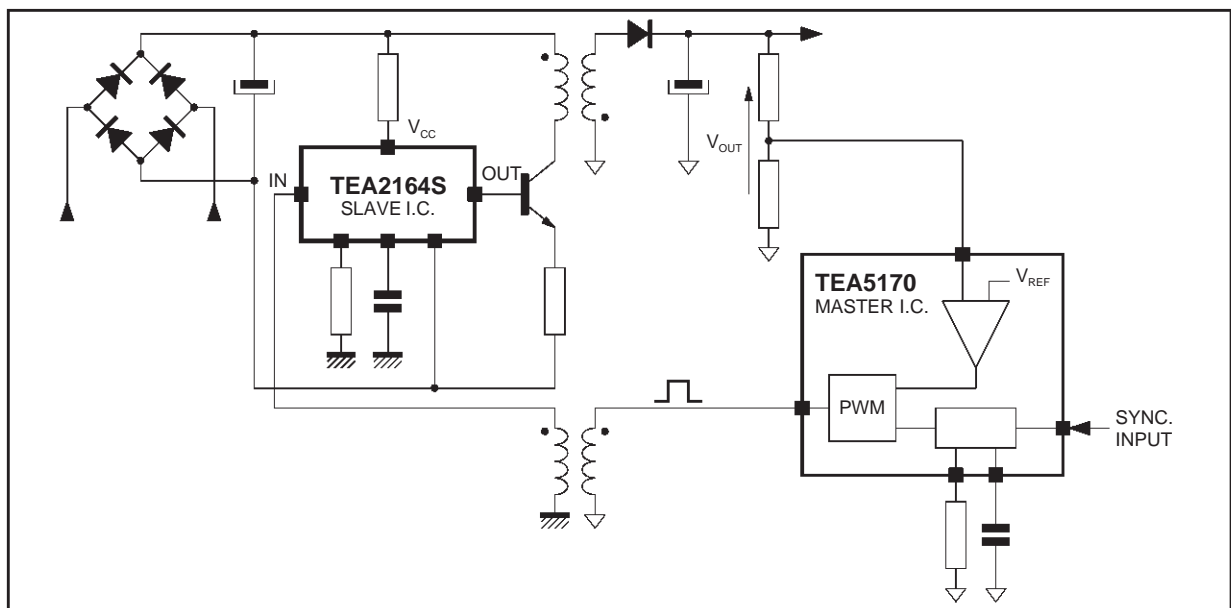 V_CC
IN
OUT
TEA2164S
SLAVE I.C.
V_OUT
TEA5170
MASTER I.C.
V_REF
PWM
SYNC.
INPUT